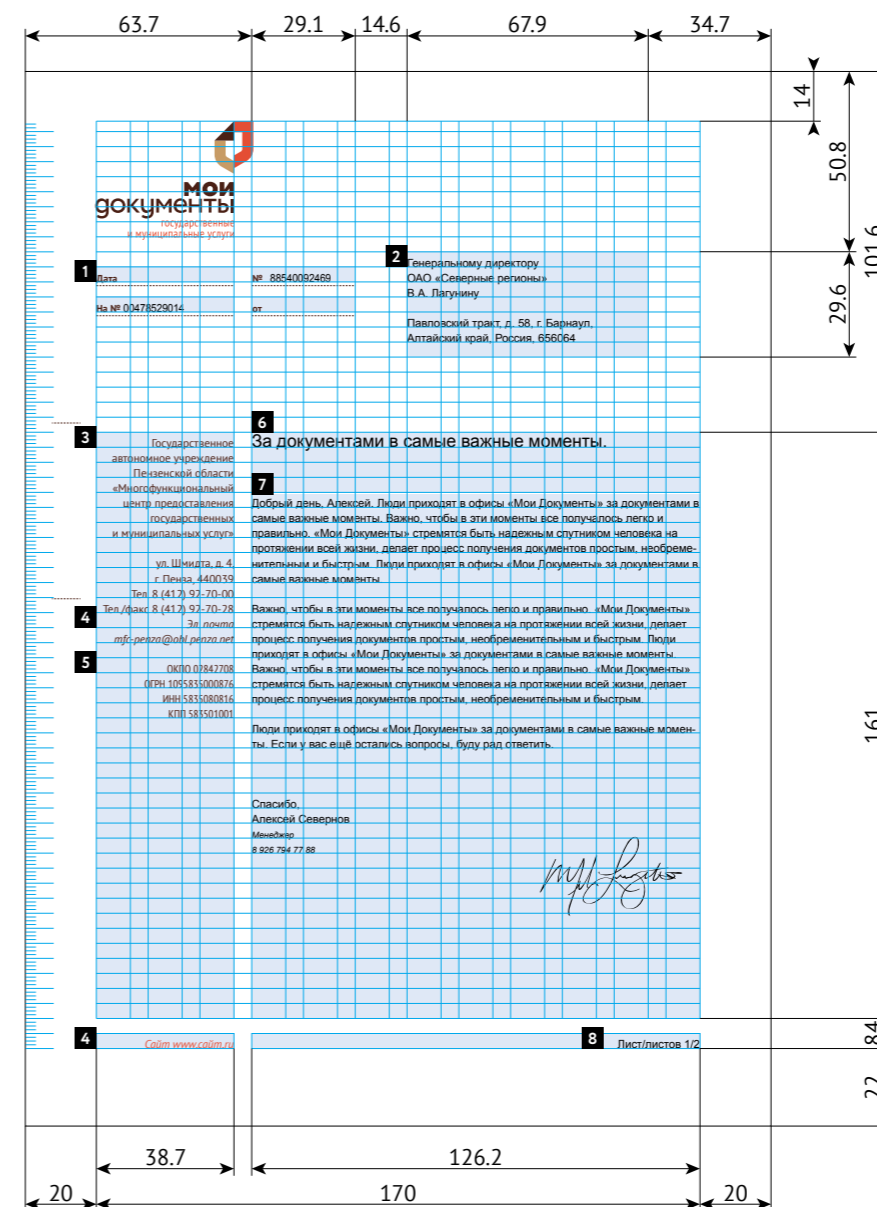 63.7 29.1 14.6 67.9 34.7
14
50.8
101.6
29.6
мои
документы
государственные
и муниципальные услуги
1
Дата
№ 88540092469
На № 00478529014
от
2
Генеральному директору
ОАО «Северные регионы»
В.А. Лагунину
Павловский тракт, д. 58, г. Барнаул,
Алтайский край, Россия, 656064
3
Государственное
автономное учреждение
Пензенской области
«Многофункциональный
центр предоставления
государственных
и муниципальных услуг»
ул. Шмидта, д. 4,
г. Пенза, 440039
Тел. 8 (412) 92-70-00
Тел./факс 8 (412) 92-70-28
4
Эл. почта
mfc-penza@obl.penza.net
5
ОКПО 02842708
ОГРН 1095835000876
ИНН 5835080816
КПП 583501001
6
За документами в самые важные моменты.
7
Добрый день, Алексей. Люди приходят в офисы «Мои Документы» за документами в
самые важные моменты. Важно, чтобы в эти моменты все получалось легко и
правильно. «Мои Документы» стремятся быть надежным спутником человека на
протяжении всей жизни, делает процесс получения документов простым, необреме-
нительным и быстрым. Люди приходят в офисы «Мои Документы» за документами в
самые важные моменты.
Важно, чтобы в эти моменты все получалось легко и правильно. «Мои Документы»
стремятся быть надежным спутником человека на протяжении всей жизни, делает
процесс получения документов простым, необременительным и быстрым. Люди
приходят в офисы «Мои Документы» за документами в самые важные моменты.
Важно, чтобы в эти моменты все получалось легко и правильно. «Мои Документы»
стремятся быть надежным спутником человека на протяжении всей жизни, делает
процесс получения документов простым, необременительным и быстрым.
Люди приходят в офисы «Мои Документы» за документами в самые важные момен-
ты. Если у вас ещё остались вопросы, буду рад ответить.
Спасибо,
Алексей Севернов
Менеджер
8 926 794 77 88
161
4
Сайт www.сайт.ru
8
Лист/листов 1/2
84
22
38.7 126.2
20 170 20